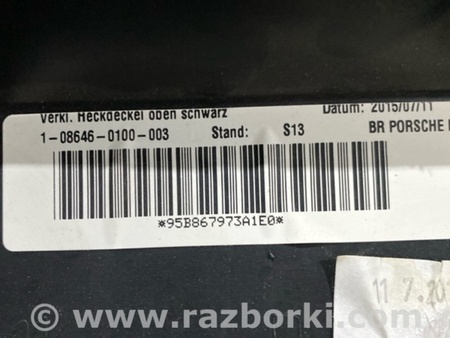 Verkl. Heckdeckel oben schwarz Datum: 2015/07/11
1-08646-0100-003 Stand: S13 BR PORSCHE
*95B867973A1E0*
11 7.20
www.razborki.com